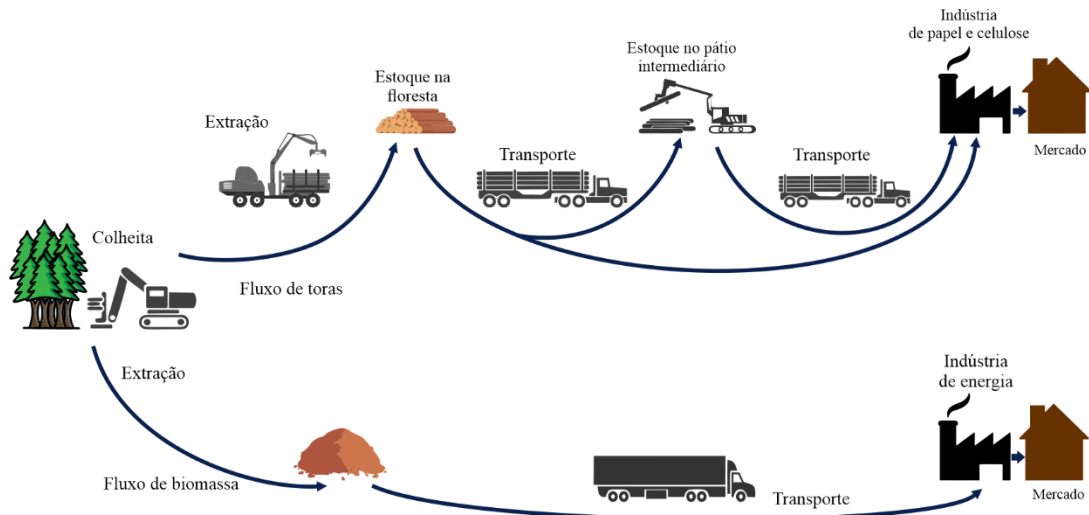 Indústria
de papel e celulose
Estoque no pátio
intermediário
Estoque na
floresta
Extração
Transporte
Transporte
Mercado
Colheita
Fluxo de toras
Extração
Indústria
de energia
Fluxo de biomassa
Transporte
Mercado